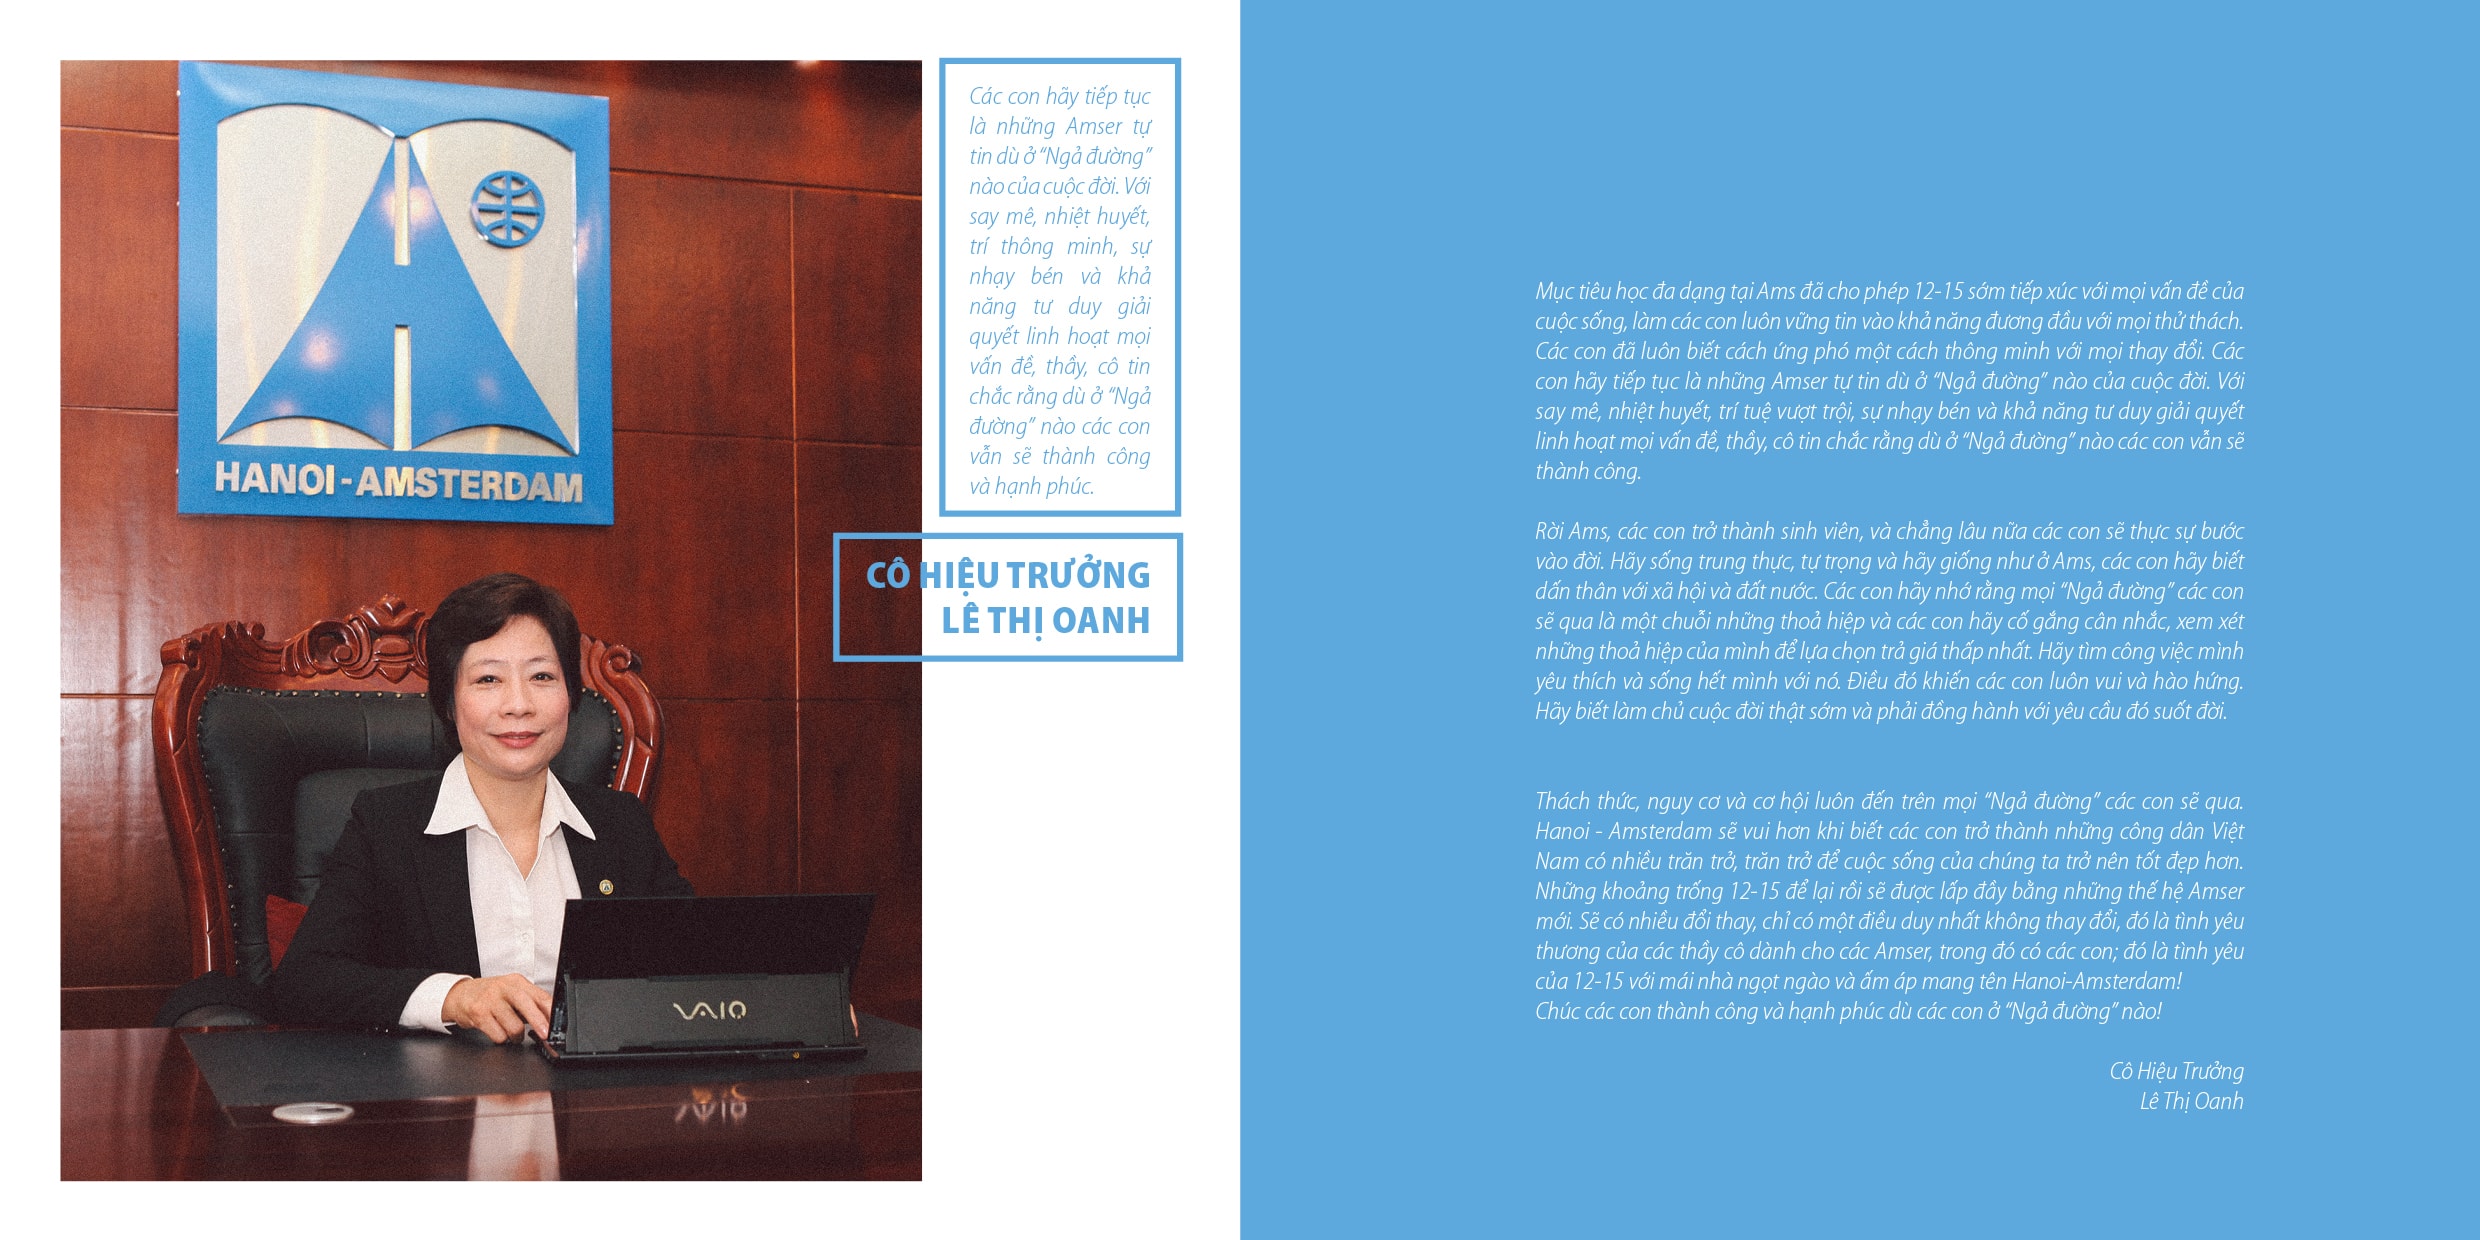 HANOI-AMSTERDAM
VAIO
Các con hãy tiếp tục
là những Amser tự
tin dù ở “Ngả đường”
nào của cuộc đời. Với
say mê, nhiệt huyết,
trí thông minh, sự
nhạy bén và khả
năng tư duy giải
quyết linh hoạt mọi
vấn đề, thầy, cô tin
chắc rằng dù ở “Ngả
đường” nào các con
vẫn sẽ thành công
và hạnh phúc.
CÔ HIỆU TRƯỞNG
LÊ THỊ OANH
Mục tiêu học đa dạng tại Ams đã cho phép 12-15 sớm tiếp xúc với mọi vấn đề của
cuộc sống, làm các con luôn vững tin vào khả năng đương đầu với mọi thử thách.
Các con đã luôn biết cách ứng phó một cách thông minh với mọi thay đổi. Các
con hãy tiếp tục là những Amser tự tin dù ở “Ngả đường” nào của cuộc đời. Với
say mê, nhiệt huyết, trí tuệ vượt trội, sự nhạy bén và khả năng tư duy giải quyết
linh hoạt mọi vấn đề, thầy, cô tin chắc rằng dù ở “Ngả đường” nào các con vẫn sẽ
thành công.
Rời Ams, các con trở thành sinh viên, và chẳng lâu nữa các con sẽ thực sự bước
vào đời. Hãy sống trung thực, tự trọng và hãy giống như ở Ams, các con hãy biết
dấn thân với xã hội và đất nước. Các con hãy nhớ rằng mọi “Ngả đường” các con
sẽ qua là một chuỗi những thoả hiệp và các con hãy cố gắng cân nhắc, xem xét
những thoả hiệp của mình để lựa chọn trả giá thấp nhất. Hãy tìm công việc mình
yêu thích và sống hết mình với nó. Điều đó khiến các con luôn vui và hào hứng.
Hãy biết làm chủ cuộc đời thật sớm và phải đồng hành với yêu cầu đó suốt đời.
Thách thức, nguy cơ và cơ hội luôn đến trên mọi “Ngả đường” các con sẽ qua.
Hanoi - Amsterdam sẽ vui hơn khi biết các con trở thành những công dân Việt
Nam có nhiều trăn trở, trăn trở để cuộc sống của chúng ta trở nên tốt đẹp hơn.
Những khoảng trống 12-15 để lại rồi sẽ được lấp đầy bằng những thế hệ Amser
mới. Sẽ có nhiều đổi thay, chỉ có một điều duy nhất không thay đổi, đó là tình yêu
thương của các thầy cô dành cho các Amser, trong đó có các con; đó là tình yêu
của 12-15 với mái nhà ngọt ngào và ấm áp mang tên Hanoi-Amsterdam!
Chúc các con thành công và hạnh phúc dù các con ở “Ngả đường” nào!
Cô Hiệu Trưởng
Lê Thị Oanh